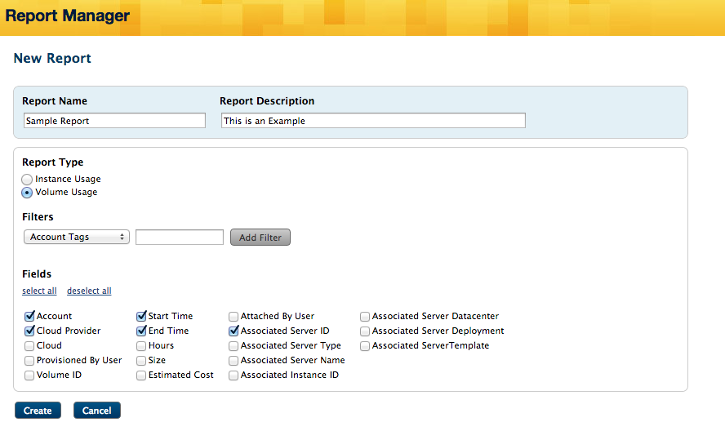 Report Manager
New Report
Report Name Report Description
Sample Report This is an Example
Report Type
Instance Usage
Volume Usage
Filters
Account Tags Add Filter
Fields
select all deselect all
Account Start Time Attached By User Associated Server Datacenter
Cloud Provider End Time Associated Server ID Associated Server Deployment
Cloud Hours Associated Server Type Associated ServerTemplate
Provisioned By User Size Associated Server Name
Volume ID Estimated Cost Associated Instance ID
Create Cancel